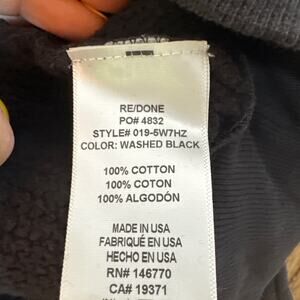 RE/DONE
PO# 4832
STYLE# 019-5W7HZ
COLOR: WASHED BLACK
100% COTTON
100% COTON
100% ALGODÓN
MADE IN USA
FABRIQUÉ EN USA
HECHO EN USA
RN# 146770
CA# 19371